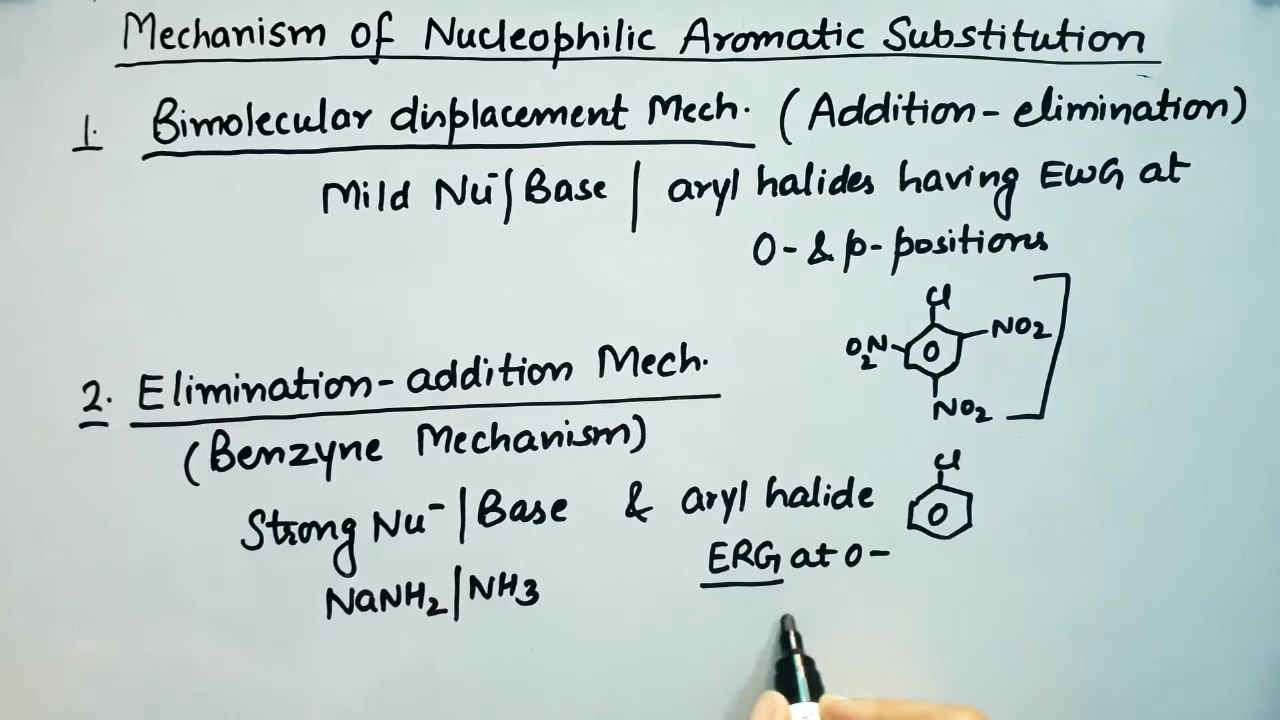 Mechanism of Nucleophilic Aromatic Substitution
1. Bimolecular displacement Mech. (Addition-elimination)
Mild Nu⁻/Base / aryl halides having EWG at
O- & p- positions
Cl
O₂N NO₂
NO₂
2. Elimination-addition Mech.
(Benzyne Mechanism)
Cl
Strong Nu⁻/Base & aryl halide
ERG at O-
NaNH₂/NH₃